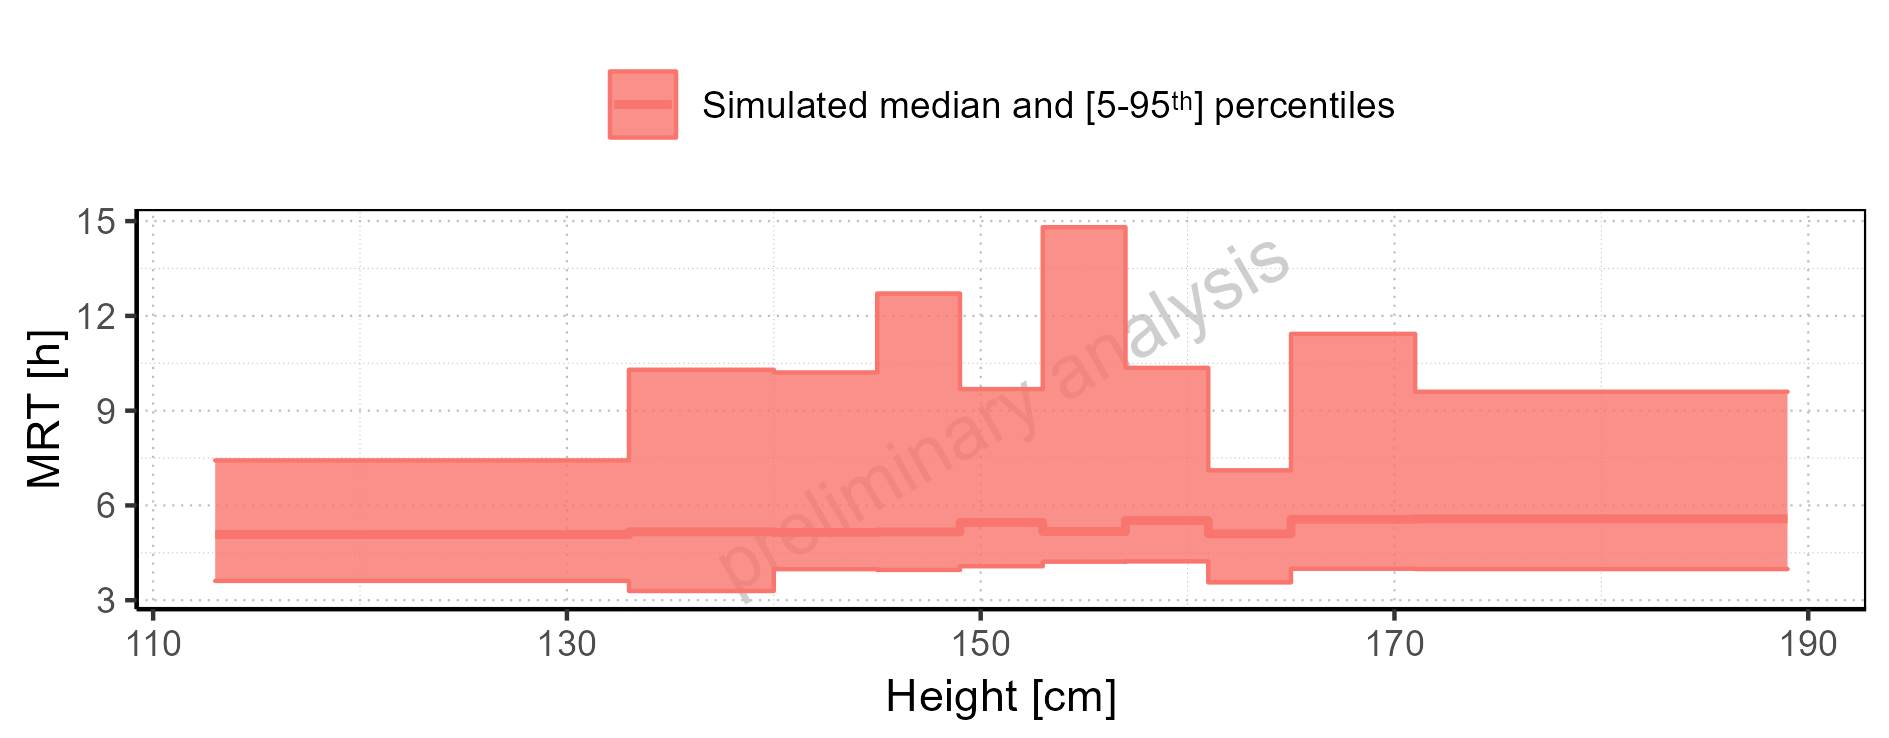 Simulated median and [5-95th] percentiles
15
12
9
6
3
MRT [h]
preliminary analysis
110 130 150 170 190
Height [cm]